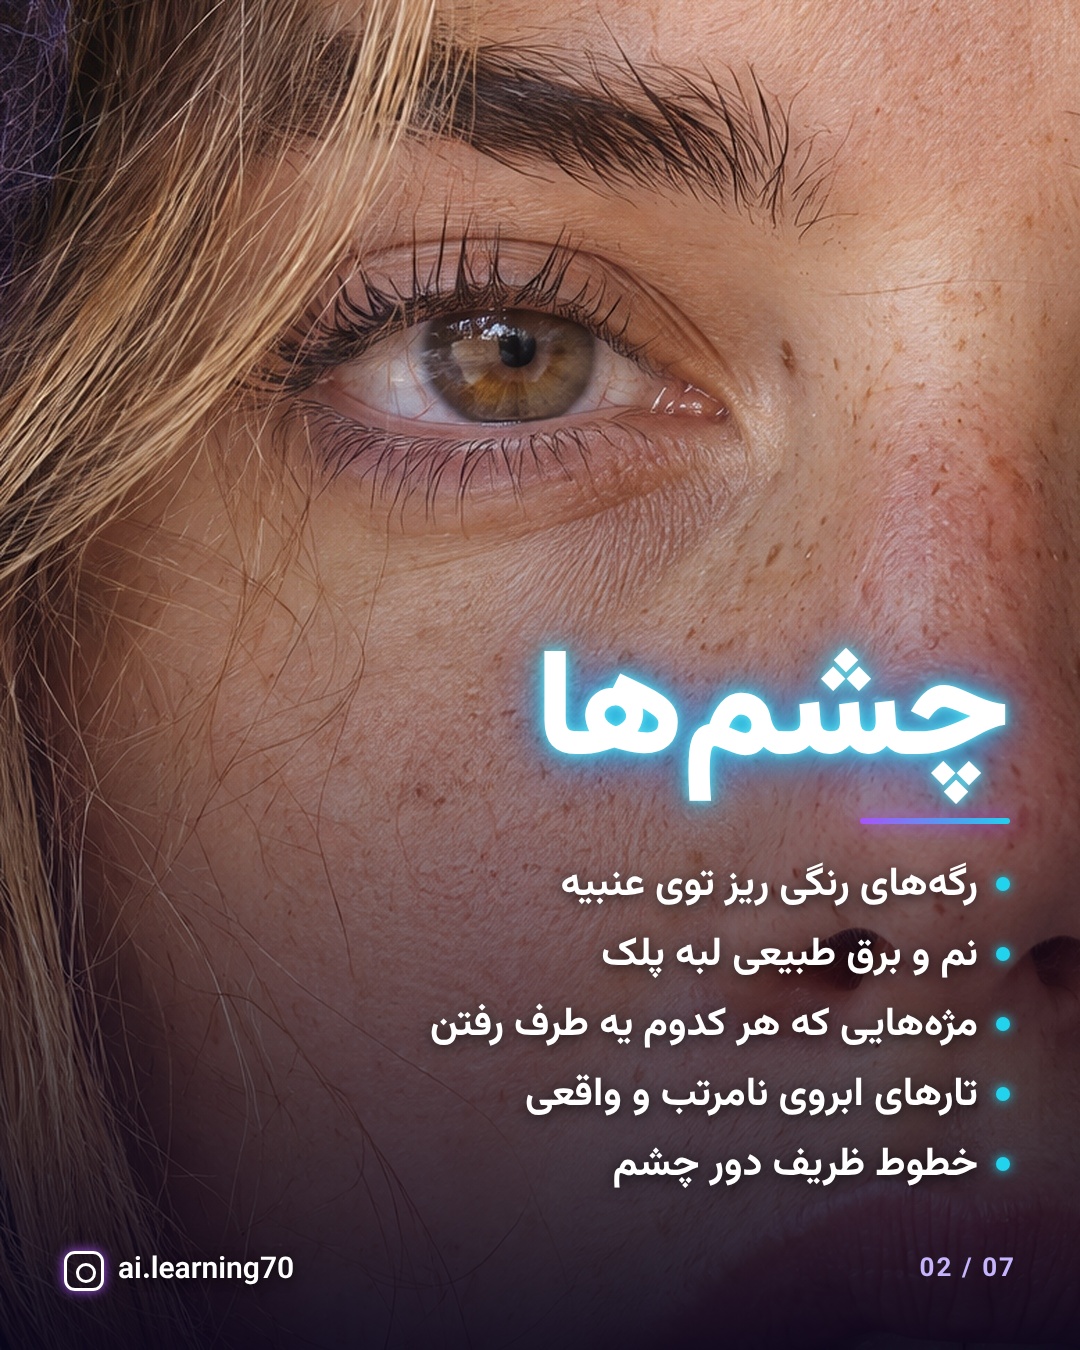 چشم‌ها
رگه‌های رنگی ریز توی عنبیه
نم و برق طبیعی لبه پلک
مژه‌هایی که هر کدوم یه طرف رفتن
تارهای ابروی نامرتب و واقعی
خطوط ظریف دور چشم
ai.learning70
02 / 07